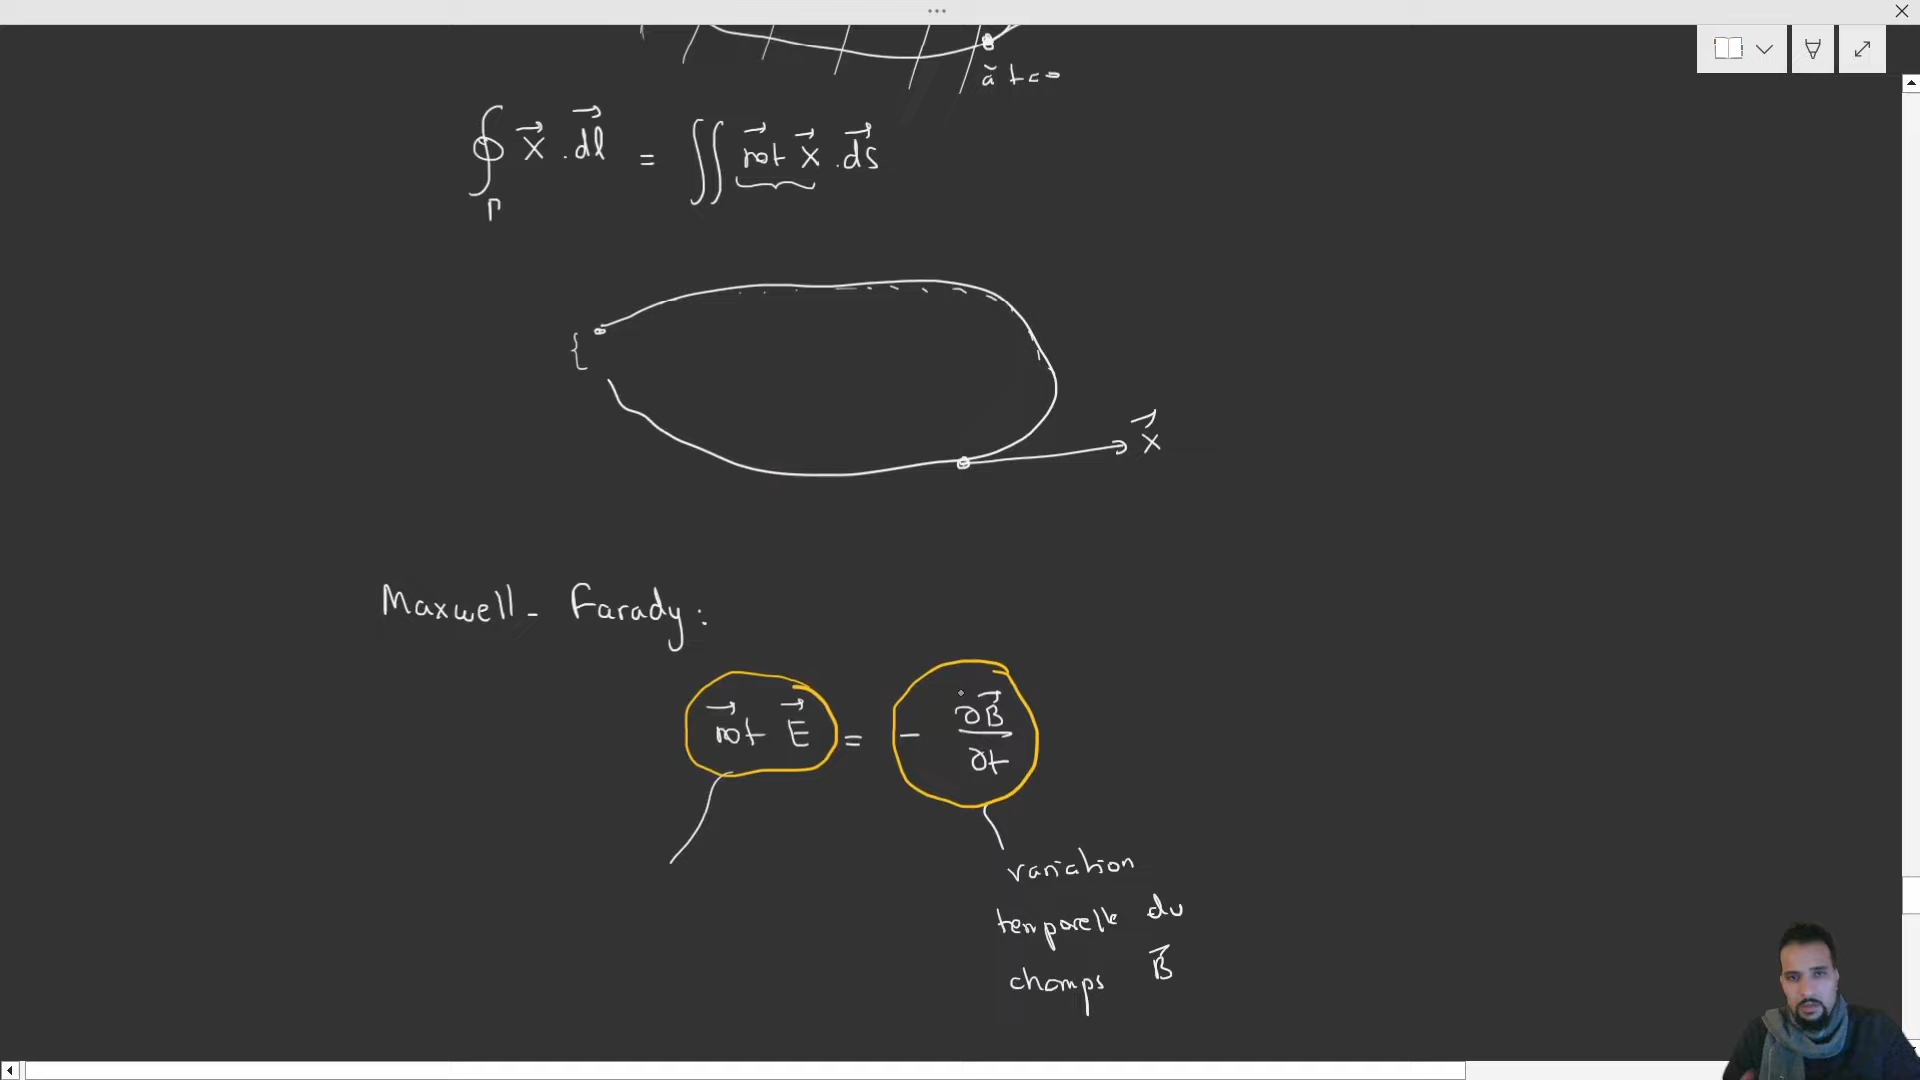 à t=0
∮ X⃗ . dl⃗ = ∬ rot⃗ X⃗ . dS⃗
Γ
{
X⃗
Maxwell - Farady :
rot⃗ E⃗ = - ∂B⃗/∂t
variation
temporelle du
champs B⃗